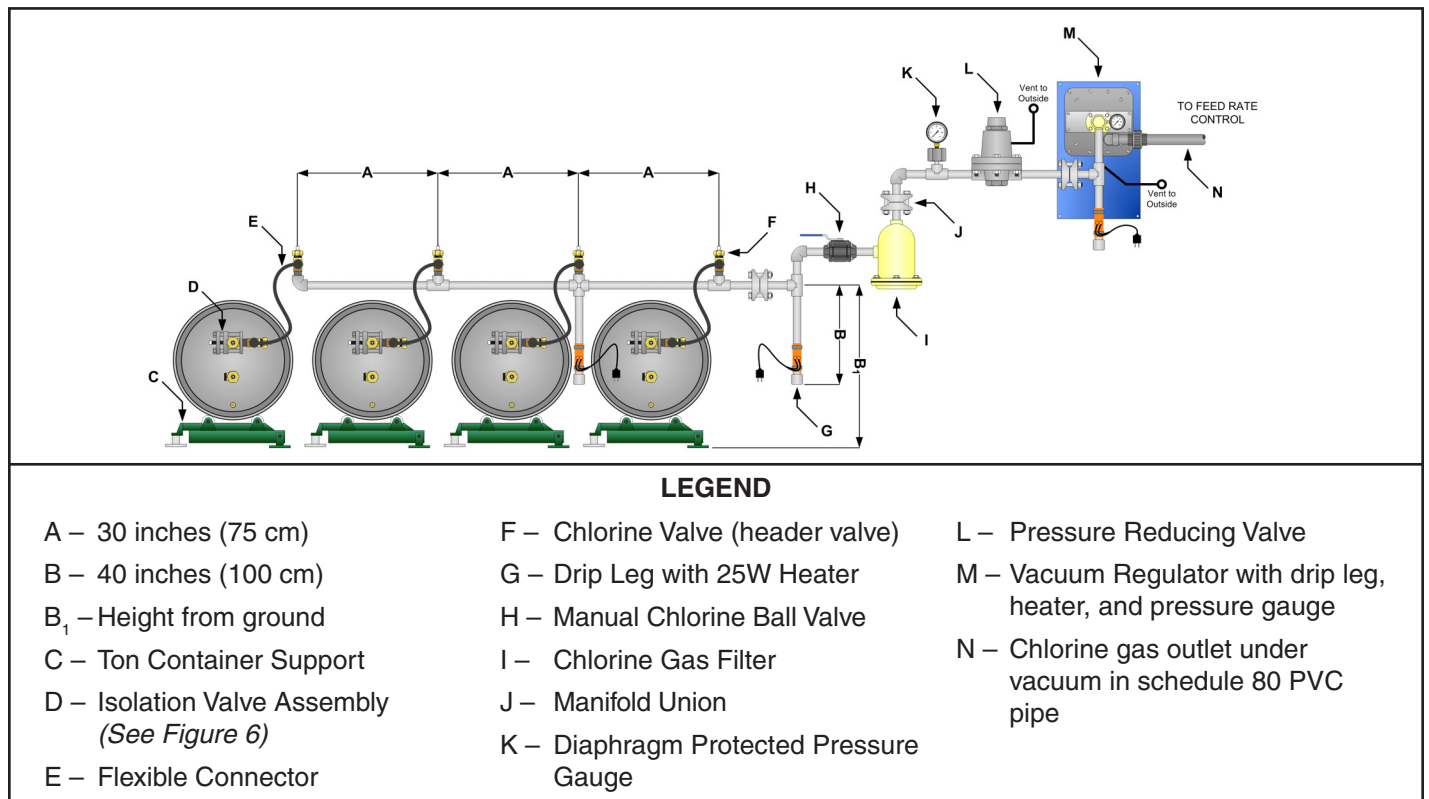 M
K
L
Vent to
Outside
TO FEED RATE
CONTROL
A
A
A
H
N
Vent to
Outside
E
F
J
D
B
I
B1
C
G
LEGEND
A – 30 inches (75 cm)
B – 40 inches (100 cm)
B1 – Height from ground
C – Ton Container Support
D – Isolation Valve Assembly
(See Figure 6)
E – Flexible Connector
F – Chlorine Valve (header valve)
G – Drip Leg with 25W Heater
H – Manual Chlorine Ball Valve
I – Chlorine Gas Filter
J – Manifold Union
K – Diaphragm Protected Pressure
Gauge
L – Pressure Reducing Valve
M – Vacuum Regulator with drip leg,
heater, and pressure gauge
N – Chlorine gas outlet under
vacuum in schedule 80 PVC
pipe